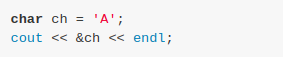 char ch = 'A';
cout << &ch << endl;